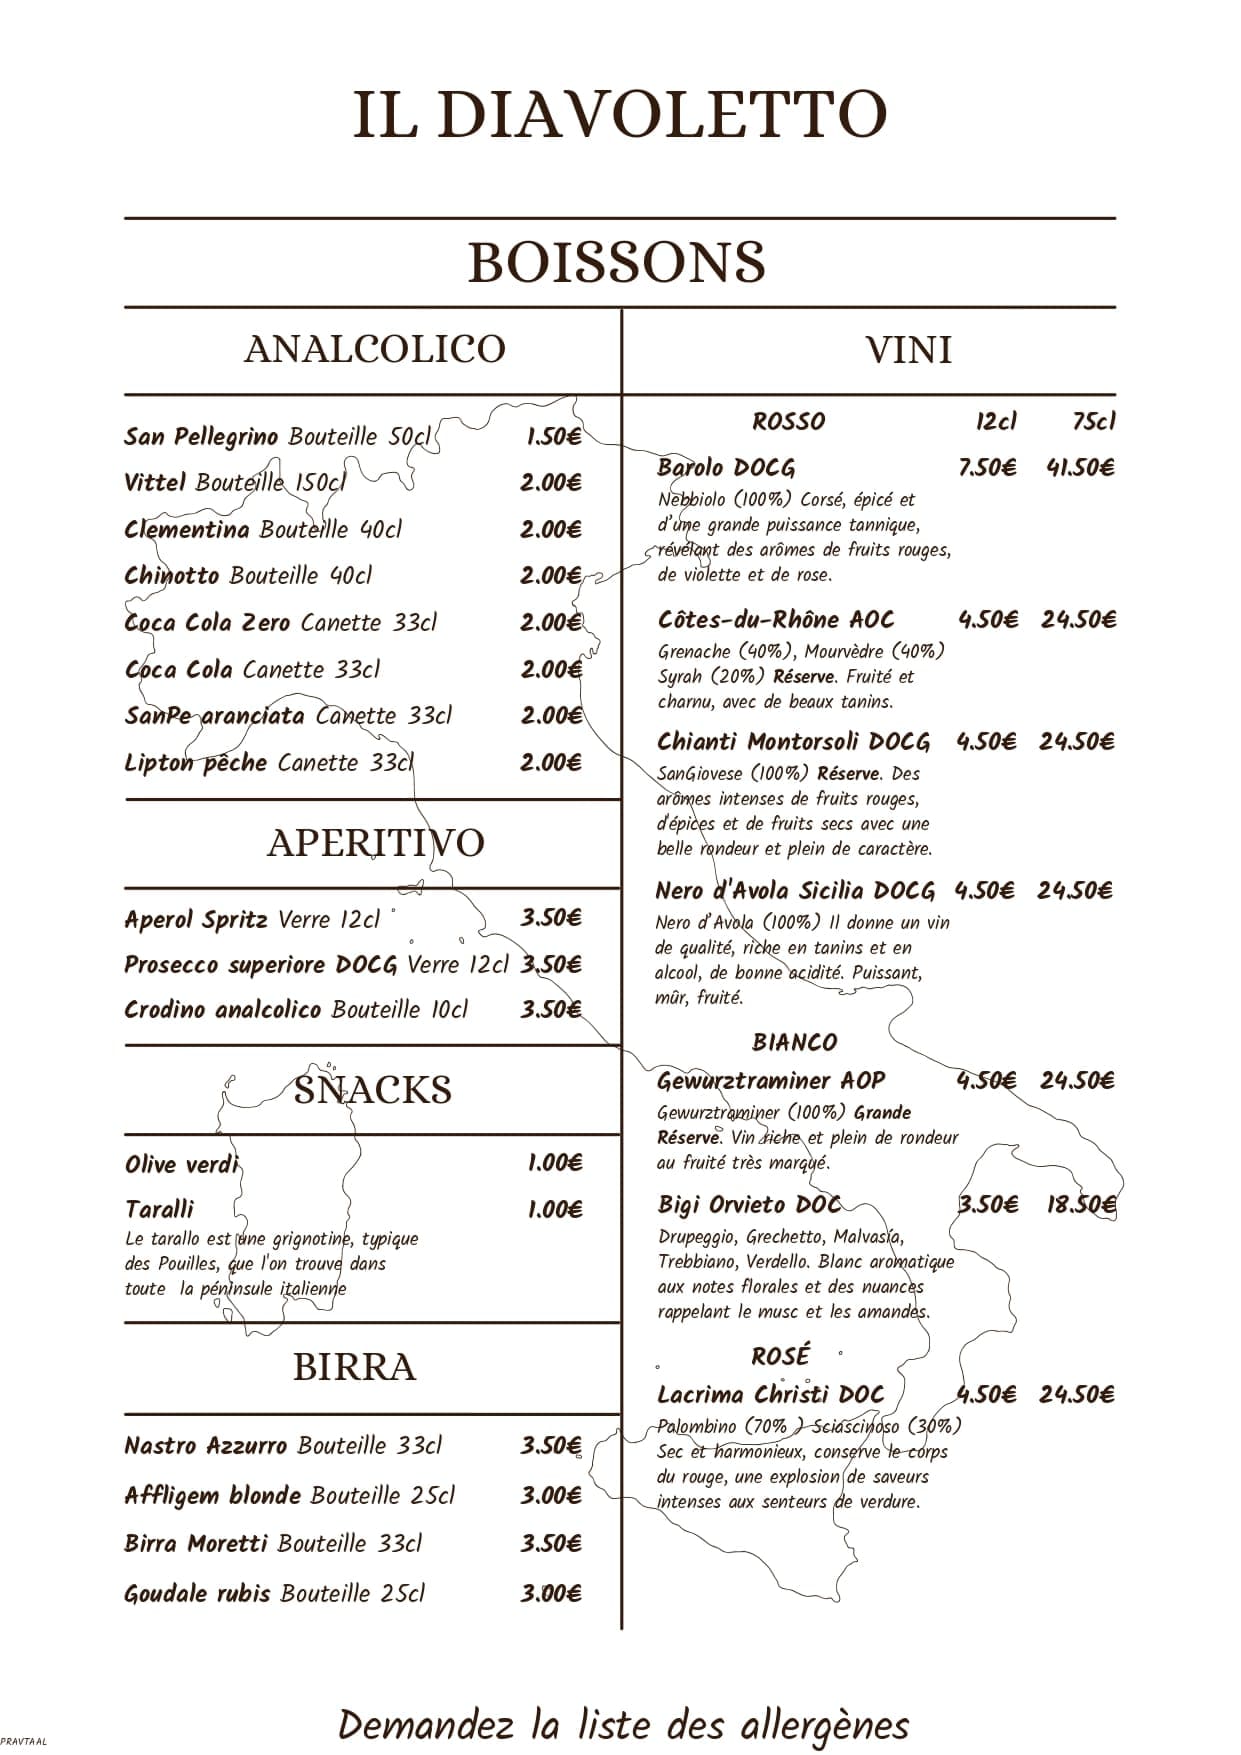 IL DIAVOLETTO
BOISSONS
ANALCOLICO
San Pellegrino Bouteille 50cl 1.50€
Vittel Bouteille 150cl 2.00€
Clementina Bouteille 40cl 2.00€
Chinotto Bouteille 40cl 2.00€
Coca Cola Zero Canette 33cl 2.00€
Coca Cola Canette 33cl 2.00€
SanPe aranciata Canette 33cl 2.00€
Lipton pêche Canette 33cl 2.00€
APERITIVO
Aperol Spritz Verre 12cl 3.50€
Prosecco superiore DOCG Verre 12cl 3.50€
Crodino analcolico Bouteille 10cl 3.50€
SNACKS
Olive verdi 1.00€
Taralli 1.00€
Le tarallo est une grignotine, typique
des Pouilles, que l'on trouve dans
toute la péninsule italienne
BIRRA
Nastro Azzurro Bouteille 33cl 3.50€
Affligem blonde Bouteille 25cl 3.00€
Birra Moretti Bouteille 33cl 3.50€
Goudale rubis Bouteille 25cl 3.00€
VINI
ROSSO 12cl 75cl
Barolo DOCG 7.50€ 41.50€
Nebbiolo (100%) Corsé, épicé et
d'une grande puissance tannique,
révélant des arômes de fruits rouges,
de violette et de rose.
Côtes-du-Rhône AOC 4.50€ 24.50€
Grenache (40%), Mourvèdre (40%)
Syrah (20%) Réserve. Fruité et
charnu, avec de beaux tanins.
Chianti Montorsoli DOCG 4.50€ 24.50€
SanGiovese (100%) Réserve. Des
arômes intenses de fruits rouges,
d'épices et de fruits secs avec une
belle rondeur et plein de caractère.
Nero d'Avola Sicilia DOCG 4.50€ 24.50€
Nero d'Avola (100%) Il donne un vin
de qualité, riche en tanins et en
alcool, de bonne acidité. Puissant,
mûr, fruité.
BIANCO
Gewurztraminer AOP 4.50€ 24.50€
Gewurztraminer (100%) Grande
Réserve. Vin riche et plein de rondeur
au fruité très marqué.
Bigi Orvieto DOC 3.50€ 18.50€
Drupeggio, Grechetto, Malvasía,
Trebbiano, Verdello. Blanc aromatique
aux notes florales et des nuances
rappelant le musc et les amandes.
ROSÉ
Lacrima Christi DOC 4.50€ 24.50€
Palombino (70% ) Sciascinoso (30%)
Sec et harmonieux, conserve le corps
du rouge, une explosion de saveurs
intenses aux senteurs de verdure.
Demandez la liste des allergènes
PRAVTAAL